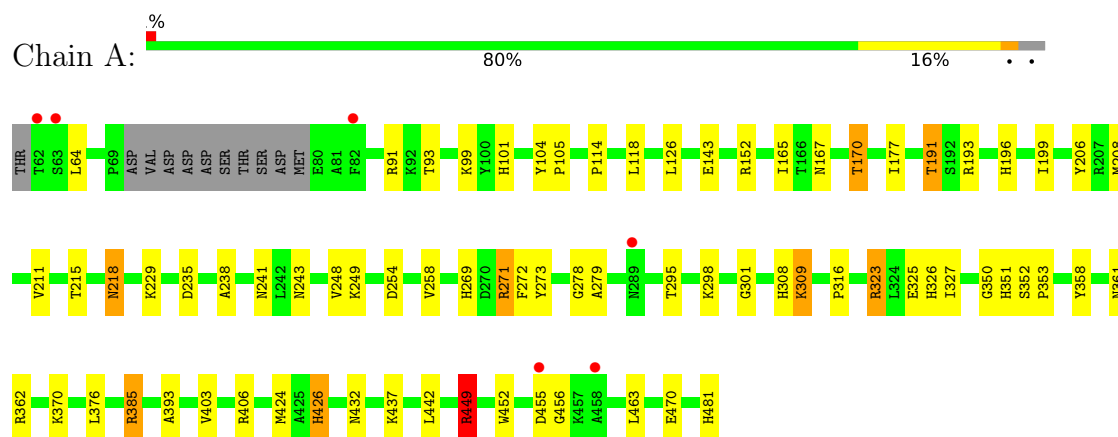 .%
Chain A:
80% 16% . .
THR T62 S63 L64 P69 ASP VAL ASP ASP ASP SER THR SER ASP MET E80 A81 F82 R91 K92 T93 K99 Y100 H101 Y104 P105 P114 L118 L126 E143 R152 I165 T166 N167 T170 I177 T191 S192 R193 H196 I199 Y206 R207 M208
V211 T215 N218 K229 D235 A238 N241 L242 N243 V248 K249 D254 V258 H269 D270 R271 F272 Y273 G278 A279 N289 T295 K298 G301 H308 K309 P316 R323 L324 E325 H326 I327 G350 H351 S352 P353 Y358 N361
R362 K370 L376 R385 A393 V403 R406 M424 A425 H426 N432 K437 L442 R449 W452 D455 G456 K457 A458 L463 E470 H481